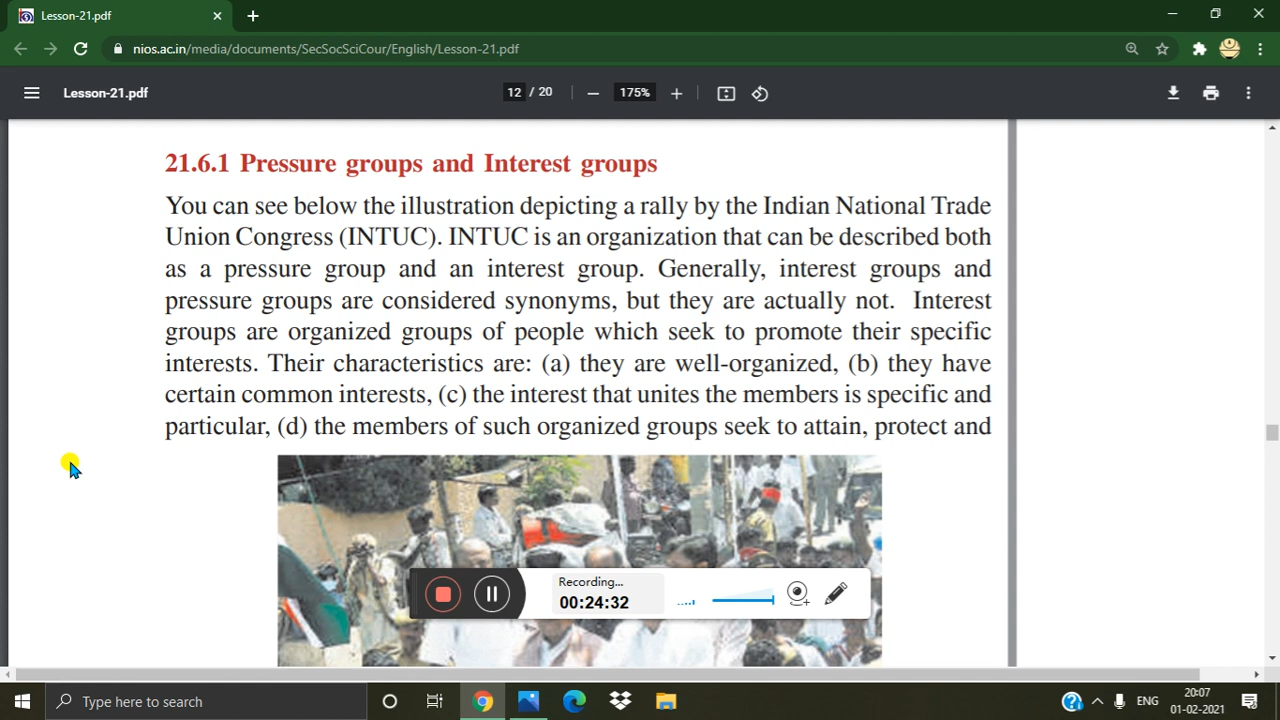 Lesson-21.pdf
nios.ac.in/media/documents/SecSocSciCour/English/Lesson-21.pdf
Lesson-21.pdf
12 / 20
175%
21.6.1 Pressure groups and Interest groups
You can see below the illustration depicting a rally by the Indian National Trade
Union Congress (INTUC). INTUC is an organization that can be described both
as a pressure group and an interest group. Generally, interest groups and
pressure groups are considered synonyms, but they are actually not. Interest
groups are organized groups of people which seek to promote their specific
interests. Their characteristics are: (a) they are well-organized, (b) they have
certain common interests, (c) the interest that unites the members is specific and
particular, (d) the members of such organized groups seek to attain, protect and
Recording...
00:24:32
Type here to search
ENG
20:07
01-02-2021